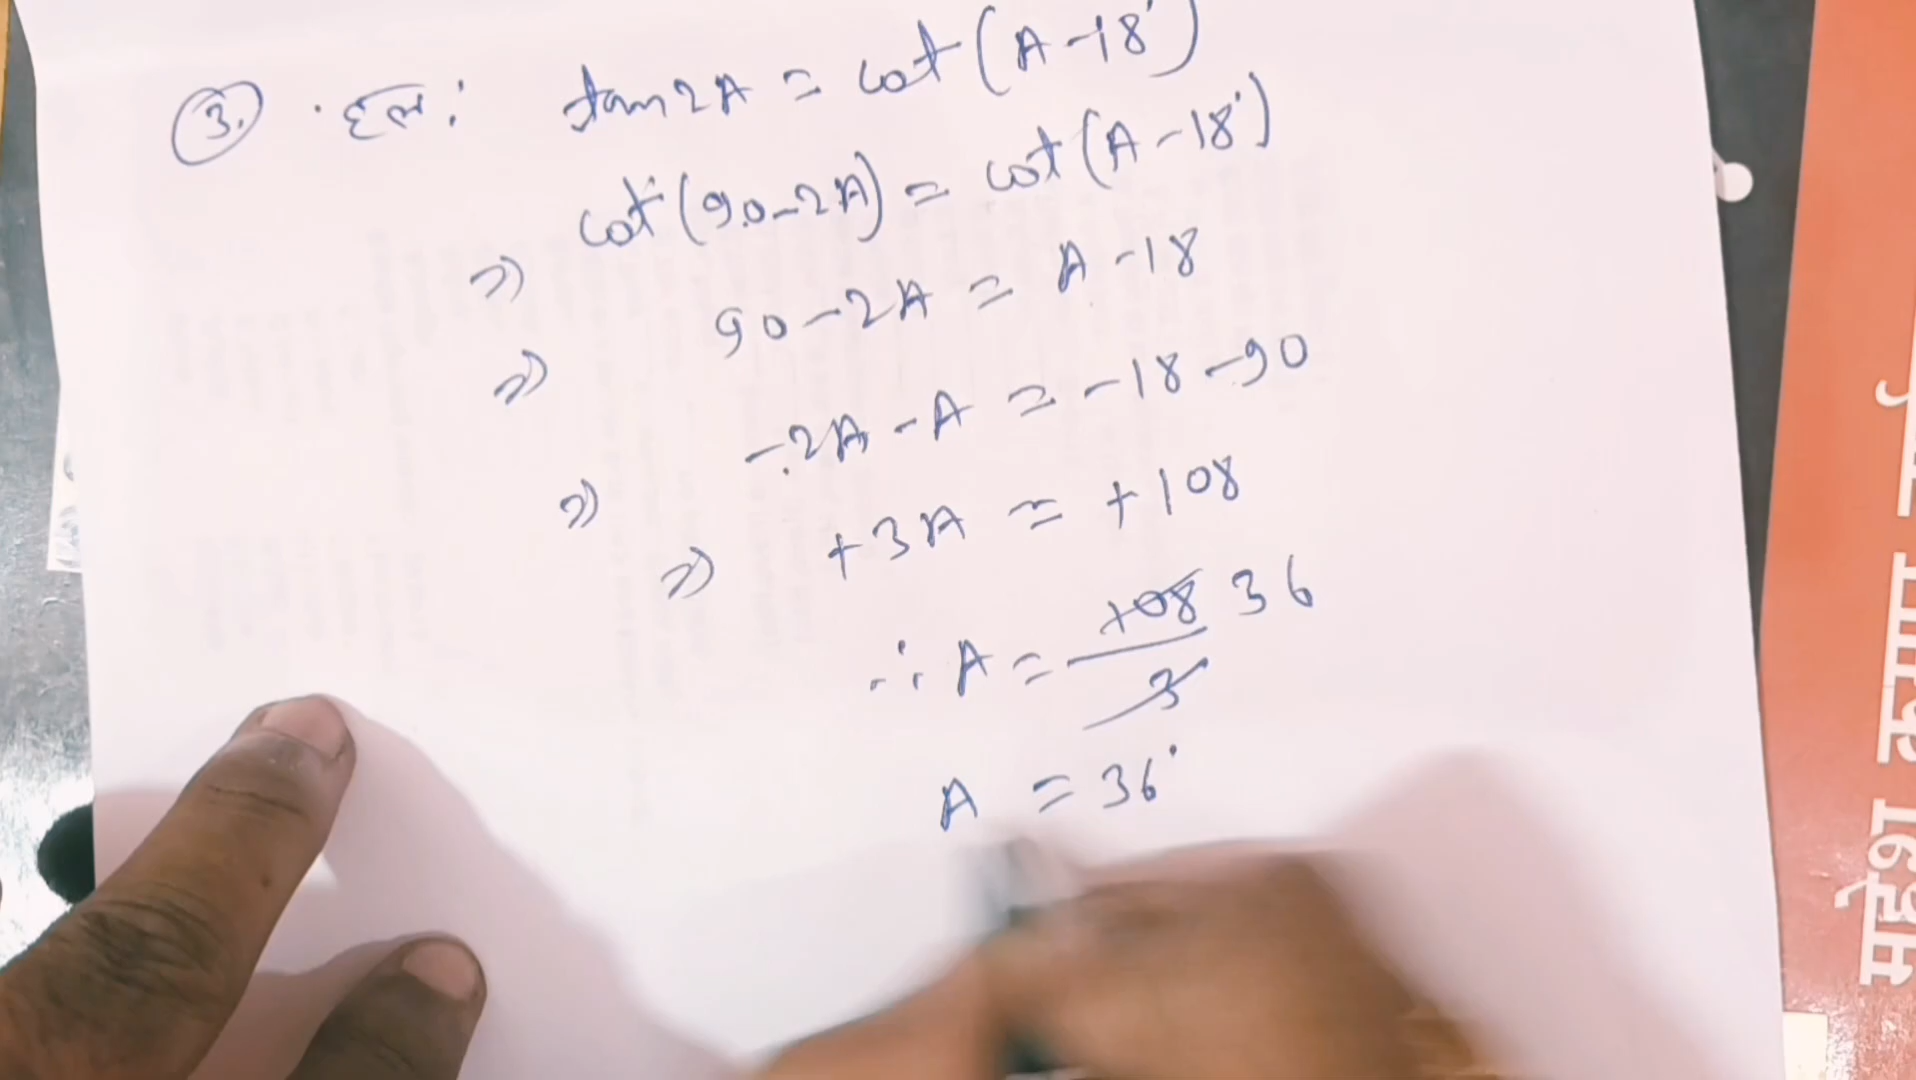 3. हल: tan2A = cot(A-18°)
cot(90-2A) = cot(A-18°)
⇒ 90-2A = A-18
⇒ -2A-A = -18-90
⇒ +3A = +108
⇒
∴ A = 108/3 36
A = 36°
महेश कुमार